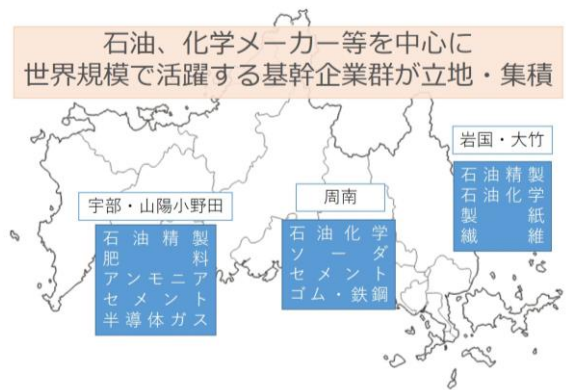 石油、化学メーカー等を中心に
世界規模で活躍する基幹企業群が立地・集積
岩国・大竹
石油精製
石油化学
製紙
繊維
周南
石油化学
ソーダ
セメント
ゴム・鉄鋼
宇部・山陽小野田
石油精製
肥料
アンモニア
セメント
半導体ガス